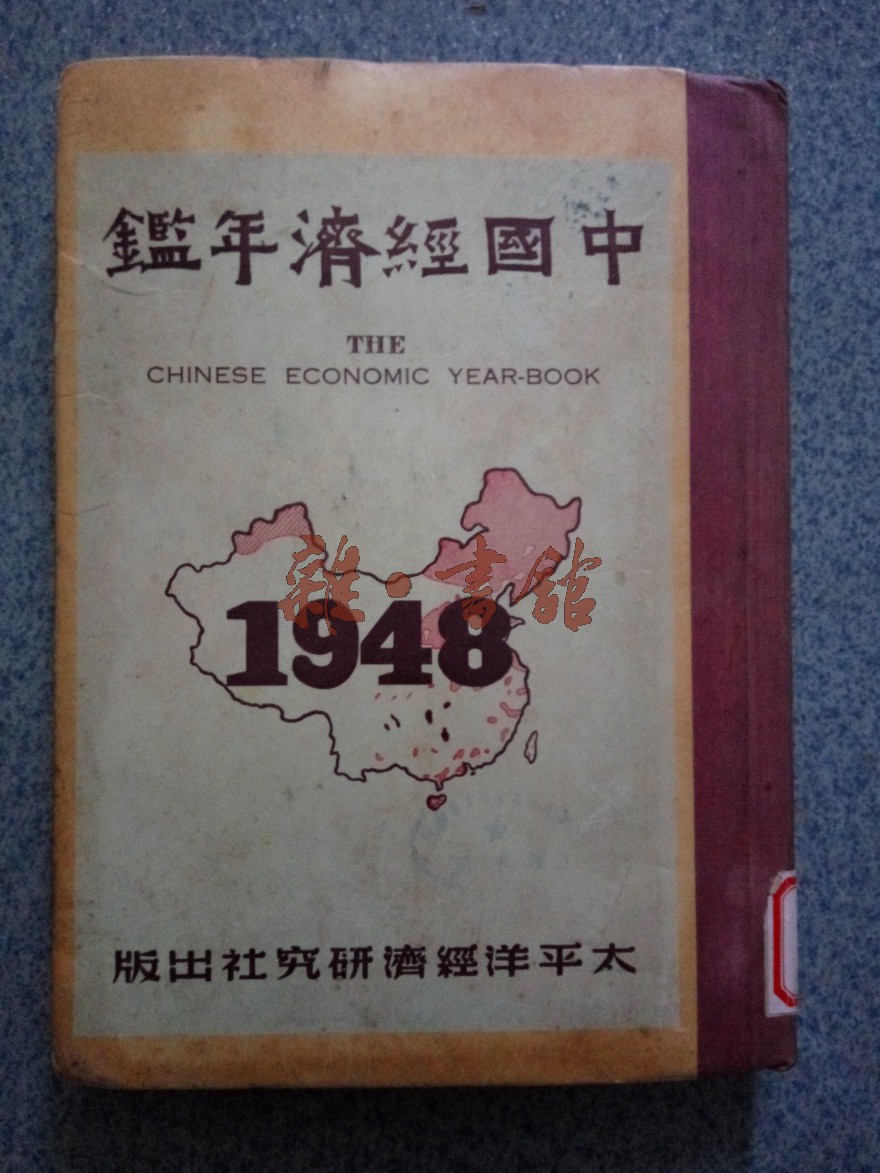 中國經濟年鑑
THE
CHINESE ECONOMIC YEAR-BOOK
1948
雜·書館
太平洋經濟研究社出版